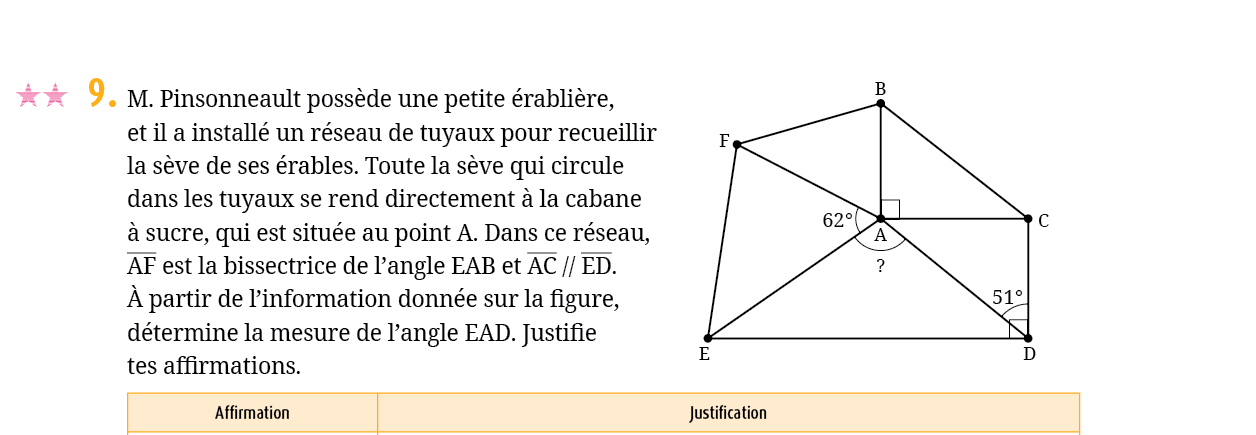 9. M. Pinsonneault possède une petite érablière,
et il a installé un réseau de tuyaux pour recueillir
la sève de ses érables. Toute la sève qui circule
dans les tuyaux se rend directement à la cabane
à sucre, qui est située au point A. Dans ce réseau,
AF est la bissectrice de l’angle EAB et AC // ED.
À partir de l’information donnée sur la figure,
détermine la mesure de l’angle EAD. Justifie
tes affirmations.
B
F
62°
A
C
?
51°
E
D
Affirmation Justification